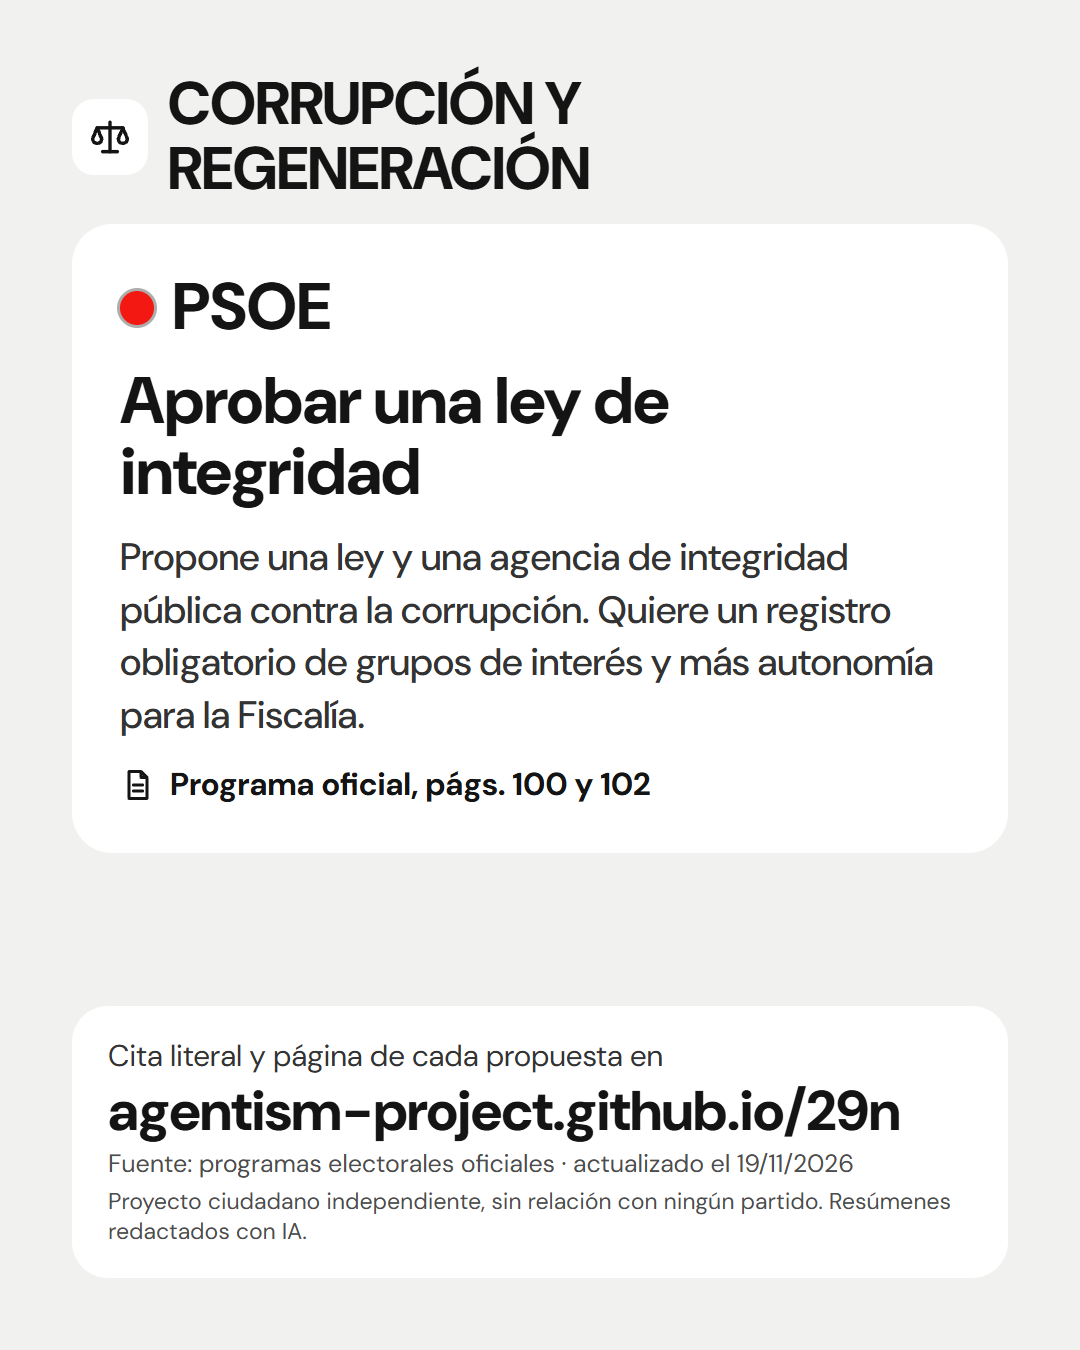 CORRUPCIÓN Y
REGENERACIÓN
PSOE
Aprobar una ley de
integridad
Propone una ley y una agencia de integridad
pública contra la corrupción. Quiere un registro
obligatorio de grupos de interés y más autonomía
para la Fiscalía.
Programa oficial, págs. 100 y 102
Cita literal y página de cada propuesta en
agentism-project.github.io/29n
Fuente: programas electorales oficiales · actualizado el 19/11/2026
Proyecto ciudadano independiente, sin relación con ningún partido. Resúmenes
redactados con IA.